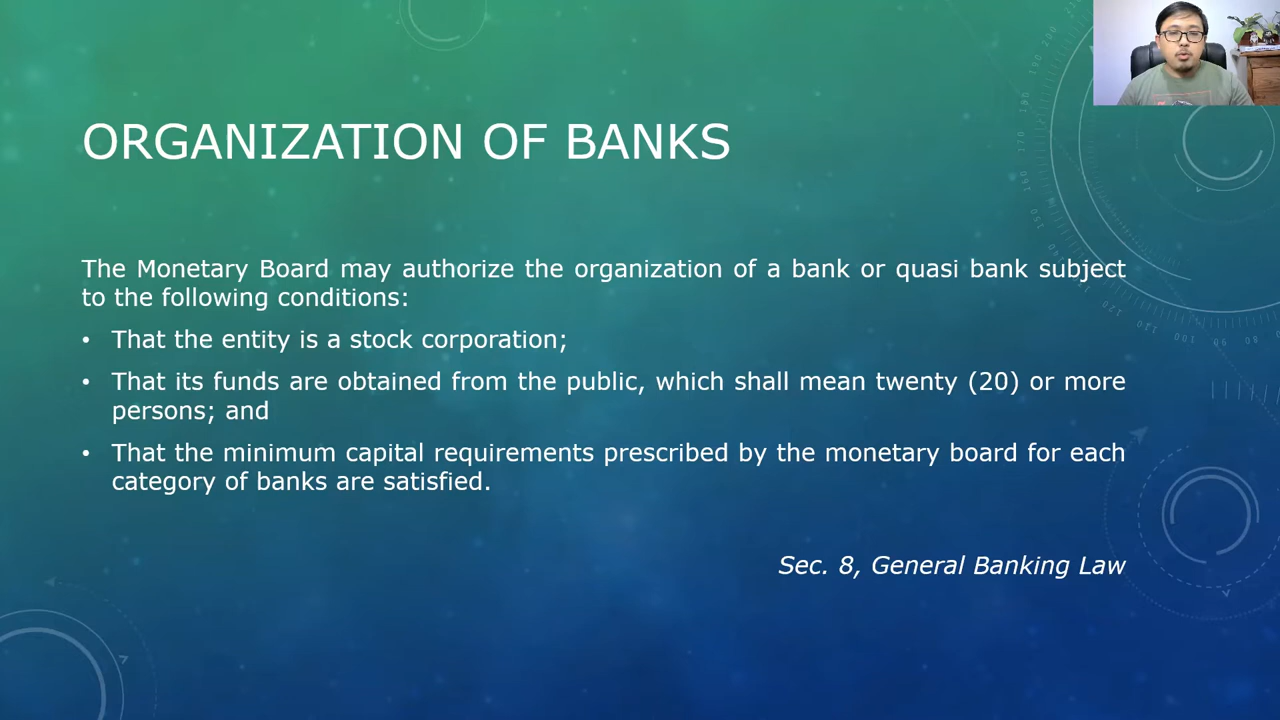 ORGANIZATION OF BANKS
The Monetary Board may authorize the organization of a bank or quasi bank subject
to the following conditions:
• That the entity is a stock corporation;
• That its funds are obtained from the public, which shall mean twenty (20) or more
persons; and
• That the minimum capital requirements prescribed by the monetary board for each
category of banks are satisfied.
Sec. 8, General Banking Law